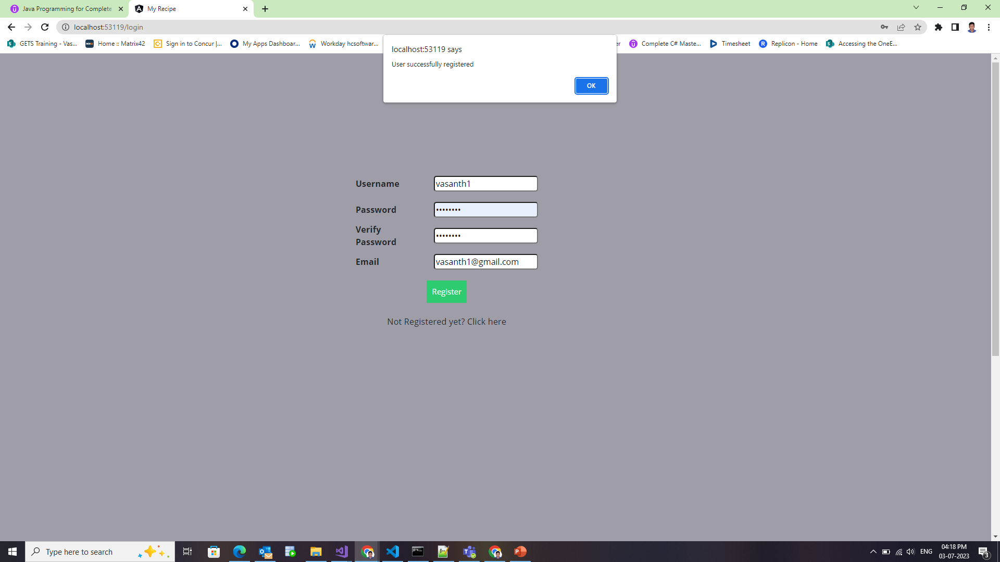 Java Programming for Complete
My Recipe
localhost:53119/login
GETS Training - Vas...
Home :: Matrix42
Sign in to Concur |...
My Apps Dashboar...
Workday hcsoftwar...
er
Complete C# Maste...
Timesheet
Replicon - Home
Accessing the OneE...
localhost:53119 says
User successfully registered
OK
Username
vasanth1
Password
••••••••
Verify
Password
••••••••
Email
vasanth1@gmail.com
Register
Not Registered yet? Click here
Type here to search
ENG
04:18 PM
03-07-2023
3